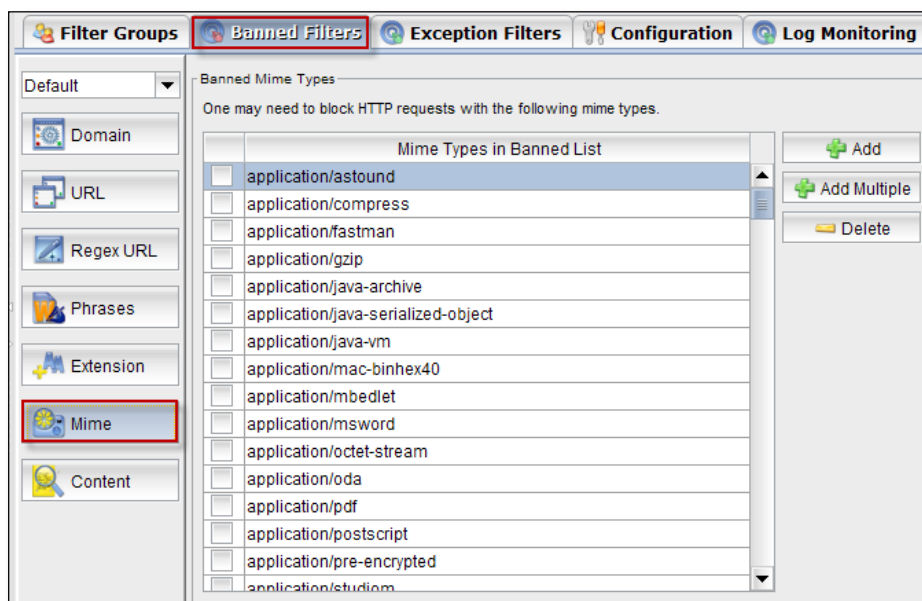 Filter Groups
Banned Filters
Exception Filters
Configuration
Log Monitoring
Default
Domain
URL
Regex URL
Phrases
Extension
Mime
Content
Banned Mime Types
One may need to block HTTP requests with the following mime types.
Mime Types in Banned List
application/astound
application/compress
application/fastman
application/gzip
application/java-archive
application/java-serialized-object
application/java-vm
application/mac-binhex40
application/mbedlet
application/msword
application/octet-stream
application/oda
application/pdf
application/postscript
application/pre-encrypted
application/studiom
Add
Add Multiple
Delete